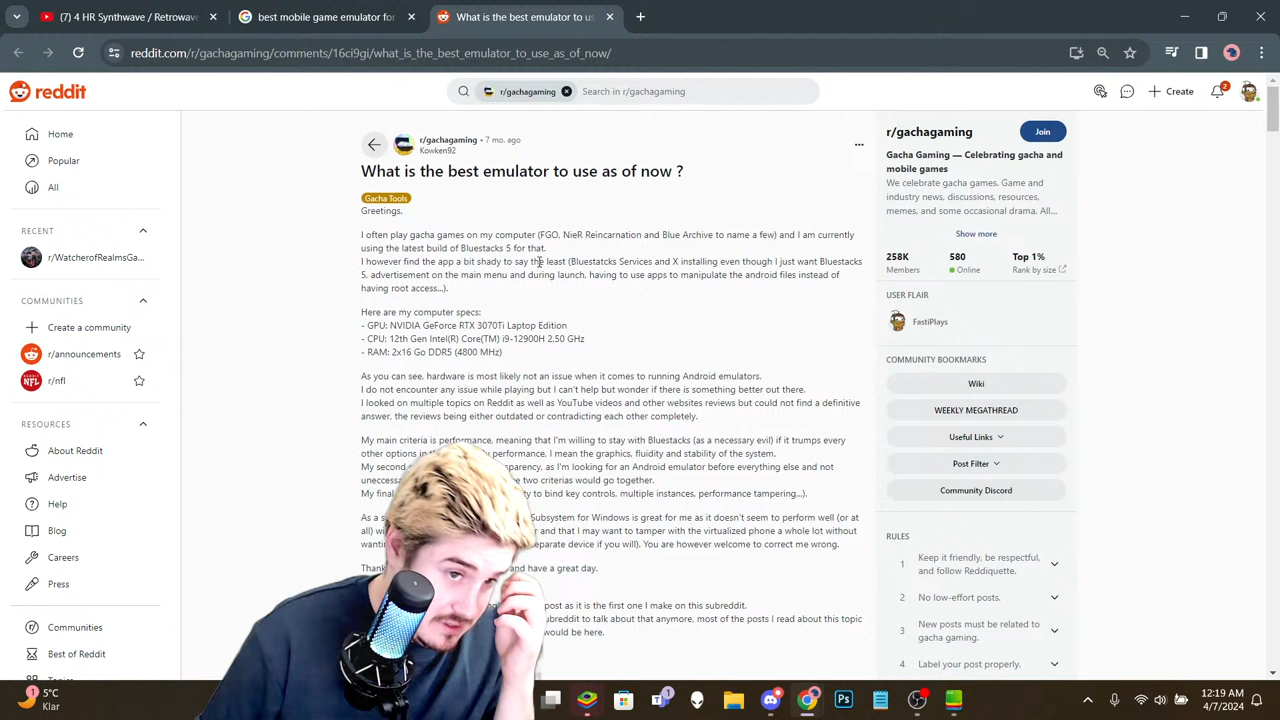 (7) 4 HR Synthwave / Retrowave
best mobile game emulator for
What is the best emulator to us
reddit.com/r/gachagaming/comments/16ci9gi/what_is_the_best_emulator_to_use_as_of_now/
reddit
r/gachagaming
Search in r/gachagaming
Create
2
Home
Popular
All
RECENT
r/WatcherofRealmsGa...
COMMUNITIES
Create a community
r/announcements
r/nfl
RESOURCES
About Reddit
Advertise
Help
Blog
Careers
Press
Communities
Best of Reddit
r/gachagaming • 7 mo. ago
Kowken92
What is the best emulator to use as of now ?
Gacha Tools
Greetings.
I often play gacha games on my computer (FGO, NieR Reincarnation and Blue Archive to name a few) and I am currently
using the latest build of Bluestacks 5 for that.
I however find the app a bit shady to say the least (Bluestatcks Services and X installing even though I just want Bluestacks
5, advertisement on the main menu and during launch, having to use apps to manipulate the android files instead of
having root access...).
Here are my computer specs:
- GPU: NVIDIA GeForce RTX 3070Ti Laptop Edition
- CPU: 12th Gen Intel(R) Core(TM) i9-12900H 2.50 GHz
- RAM: 2x16 Go DDR5 (4800 MHz)
As you can see, hardware is most likely not an issue when it comes to running Android emulators.
I do not encounter any issue while playing but I can't help but wonder if there is something better out there.
I looked on multiple topics on Reddit as well as YouTube videos and other websites reviews but could not find a definitive
answer, the reviews being either outdated or contradicting each other completely.
My main criteria is performance, meaning that I'm willing to stay with Bluestacks (as a necessary evil) if it trumps every
other options in th performance, I mean the graphics, fluidity and stability of the system.
My second parency, as I'm looking for an Android emulator before everything else and not
unecess two criterias would go together.
My final ty to bind key controls, multiple instances, performance tampering...).
As a s Subsystem for Windows is great for me as it doesn't seem to perform well (or at
all) wi r and that I may want to tamper with the virtualized phone a whole lot without
wanti eparate device if you will). You are however welcome to correct me wrong.
Thank and have a great day.
post as it is the first one I make on this subreddit.
ubreddit to talk about that anymore, most of the posts I read about this topic
would be here.
r/gachagaming
Join
Gacha Gaming — Celebrating gacha and
mobile games
We celebrate gacha games. Game and
industry news, discussions, resources,
memes, and some occasional drama. All...
Show more
258K
580
Top 1%
Members
Online
Rank by size
USER FLAIR
FastiPlays
COMMUNITY BOOKMARKS
Wiki
WEEKLY MEGATHREAD
Useful Links
Post Filter
Community Discord
RULES
1 Keep it friendly, be respectful,
and follow Reddiquette.
2 No low-effort posts.
3 New posts must be related to
gacha gaming.
4 Label your post properly.
1
5°C
Klar
1
Ps
12:19 AM
4/7/2024